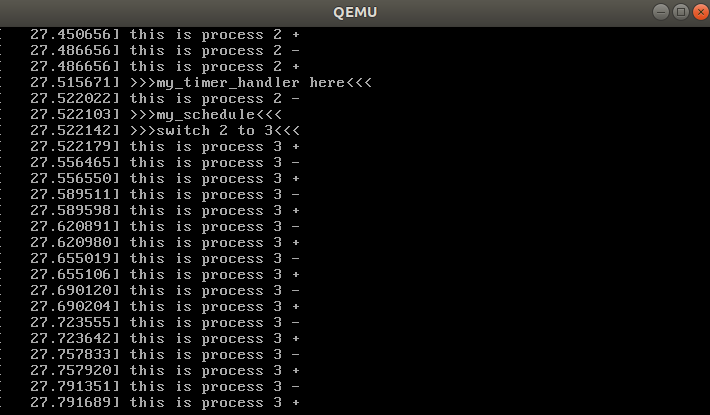 QEMU
[   27.450656] this is process 2 +
[   27.486656] this is process 2 -
[   27.486656] this is process 2 +
[   27.515671] >>>my_timer_handler here<<<
[   27.522022] this is process 2 -
[   27.522103] >>>my_schedule<<<
[   27.522142] >>>switch 2 to 3<<<
[   27.522179] this is process 3 +
[   27.556465] this is process 3 -
[   27.556550] this is process 3 +
[   27.589511] this is process 3 -
[   27.589598] this is process 3 +
[   27.620891] this is process 3 -
[   27.620980] this is process 3 +
[   27.655019] this is process 3 -
[   27.655106] this is process 3 +
[   27.690120] this is process 3 -
[   27.690204] this is process 3 +
[   27.723555] this is process 3 -
[   27.723642] this is process 3 +
[   27.757833] this is process 3 -
[   27.757920] this is process 3 +
[   27.791351] this is process 3 -
[   27.791689] this is process 3 +